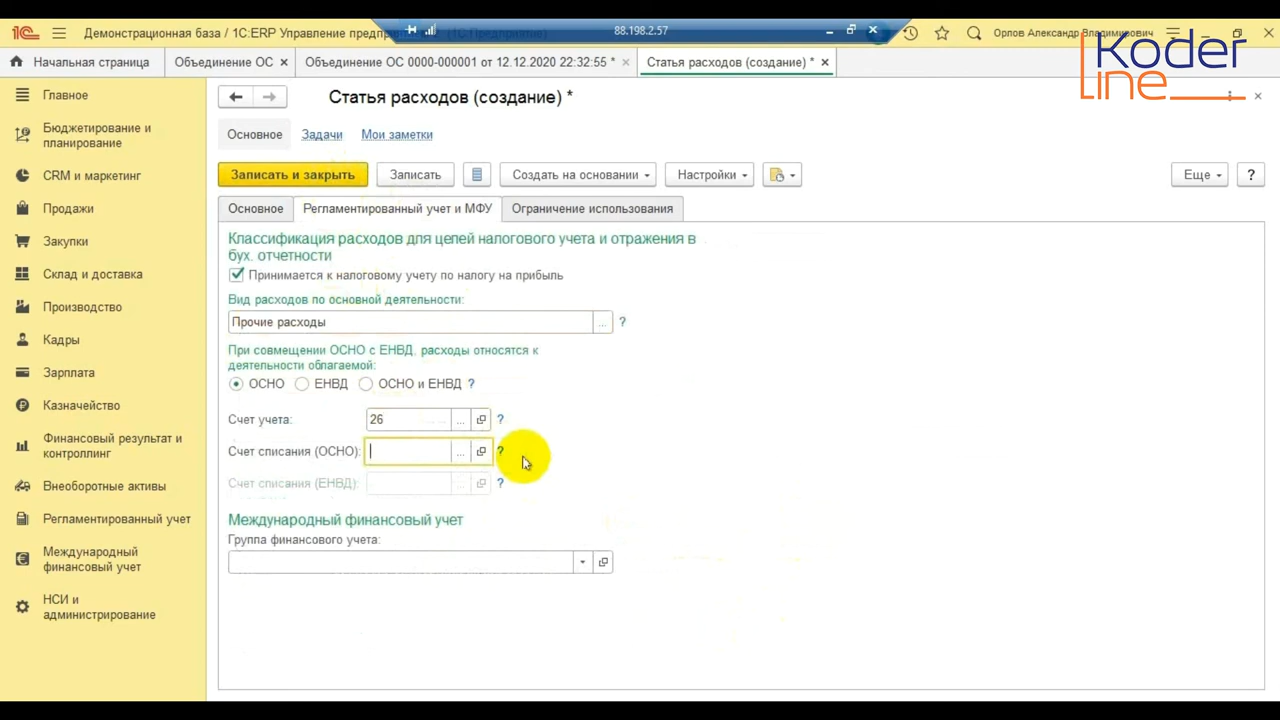 Демонстрационная база / 1С:ERP Управление предпр (1С:Предприятие)
88.198.2.57
Орлов Александр Владимирович
Koder
line
Начальная страница
Объединение ОС ×
Объединение ОС 0000-000001 от 12.12.2020 22:32:55 * ×
Статья расходов (создание) * ×
Главное
Бюджетирование и
планирование
CRM и маркетинг
Продажи
Закупки
Склад и доставка
Производство
Кадры
Зарплата
Казначейство
Финансовый результат и
контроллинг
Внеоборотные активы
Регламентированный учет
Международный
финансовый учет
НСИ и
администрирование
Статья расходов (создание) *
Основное
Задачи
Мои заметки
Записать и закрыть
Записать
Создать на основании
Настройки
Еще
?
Основное
Регламентированный учет и МФУ
Ограничение использования
Классификация расходов для целей налогового учета и отражения в
бух. отчетности
Принимается к налоговому учету по налогу на прибыль
Вид расходов по основной деятельности:
Прочие расходы ... ?
При совмещении ОСНО с ЕНВД, расходы относятся к
деятельности облагаемой:
ОСНО ЕНВД ОСНО и ЕНВД ?
Счет учета: 26 ... ?
Счет списания (ОСНО): ... ?
Счет списания (ЕНВД): ... ?
Международный финансовый учет
Группа финансового учета: